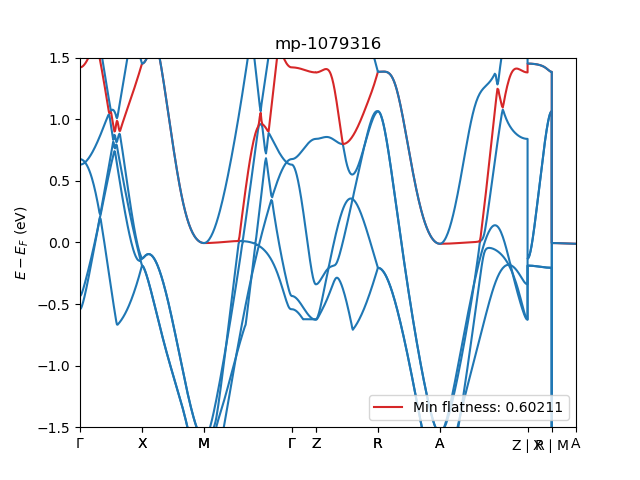 mp-1079316
E − E_F (eV)
1.5
1.0
0.5
0.0
−0.5
−1.0
−1.5
Min flatness: 0.60211
Γ X M Γ Z R A Z | X R | M A